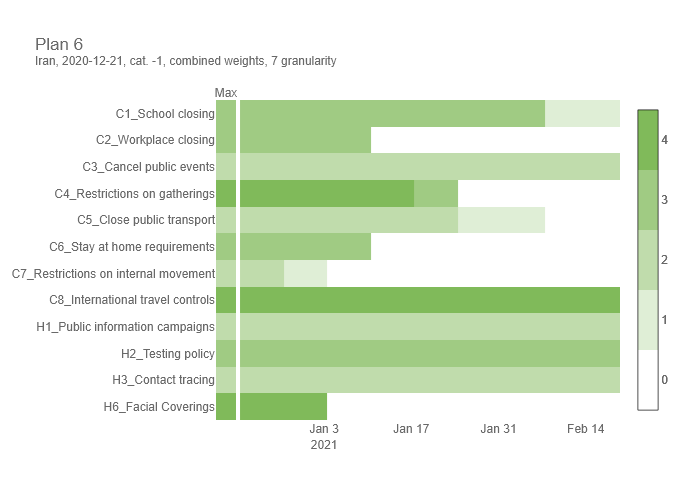 Plan 6
Iran, 2020-12-21, cat. -1, combined weights, 7 granularity
Max
C1_School closing
C2_Workplace closing
C3_Cancel public events
C4_Restrictions on gatherings
C5_Close public transport
C6_Stay at home requirements
C7_Restrictions on internal movement
C8_International travel controls
H1_Public information campaigns
H2_Testing policy
H3_Contact tracing
H6_Facial Coverings
Jan 3
2021
Jan 17
Jan 31
Feb 14
4
3
2
1
0